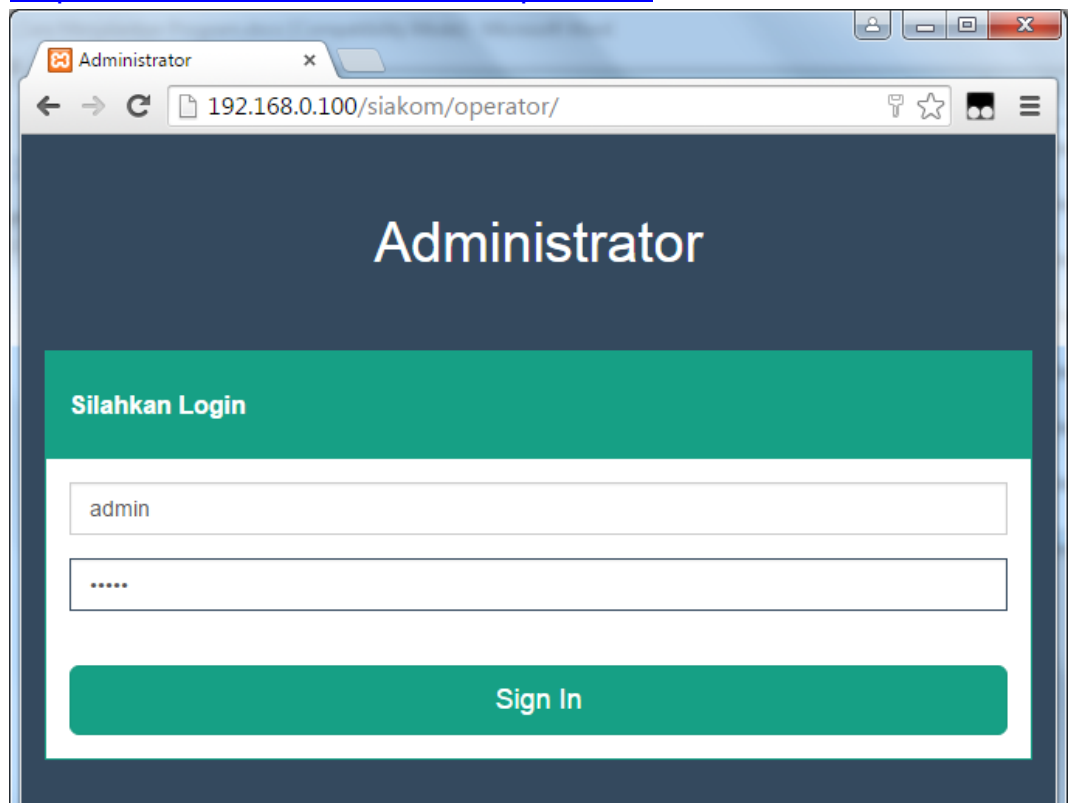 Administrator
192.168.0.100/siakom/operator/
Administrator
Silahkan Login
admin
•••••
Sign In